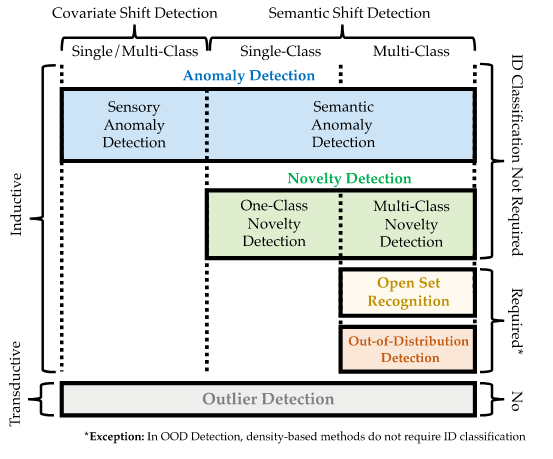 Covariate Shift Detection
Semantic Shift Detection
Single/Multi-Class
Single-Class
Multi-Class
Anomaly Detection
Sensory
Anomaly
Detection
Semantic
Anomaly
Detection
Novelty Detection
One-Class
Novelty
Detection
Multi-Class
Novelty
Detection
Open Set
Recognition
Out-of-Distribution
Detection
Outlier Detection
Inductive
Transductive
ID Classification Not Required
Required*
No
*Exception: In OOD Detection, density-based methods do not require ID classification